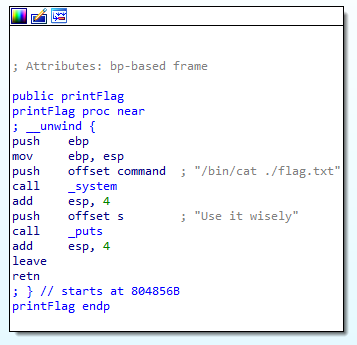 ; Attributes: bp-based frame
public printFlag
printFlag proc near
; __unwind {
push ebp
mov ebp, esp
push offset command ; "/bin/cat ./flag.txt"
call _system
add esp, 4
push offset s ; "Use it wisely"
call _puts
add esp, 4
leave
retn
; } // starts at 804856B
printFlag endp